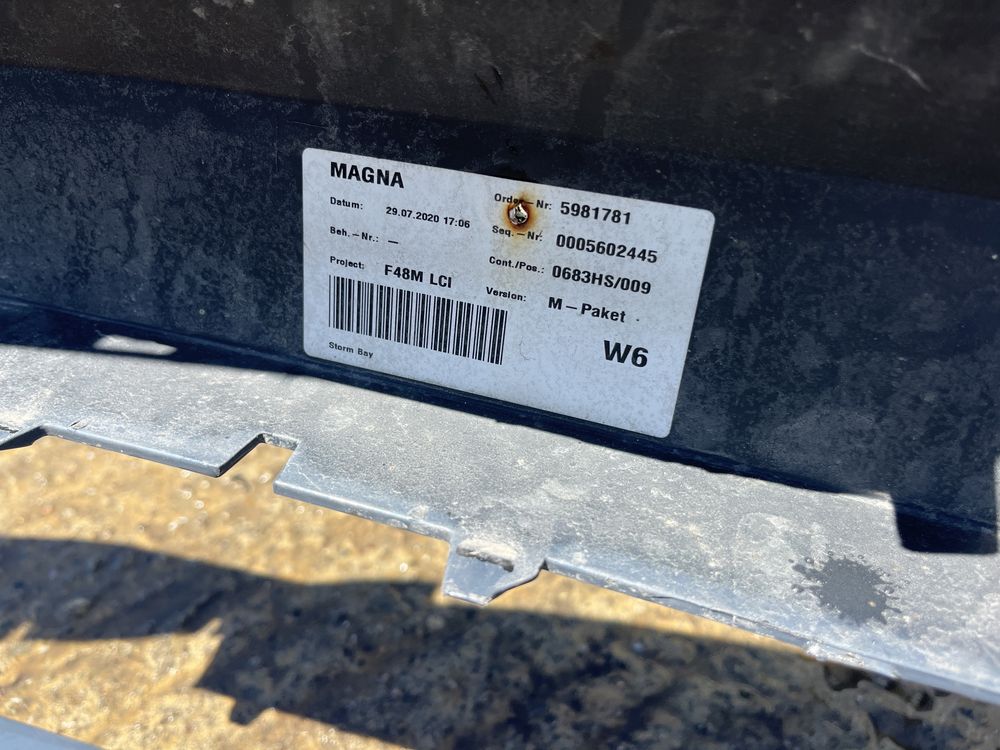 MAGNA
Datum: 29.07.2020 17:06
Beh.-Nr.: -
Project: F48M LCI
Storm Bay
Order-Nr: 5981781
Seq.-Nr: 0005602445
Cont./Pos.: 0683HS/009
Version: M-Paket
W6